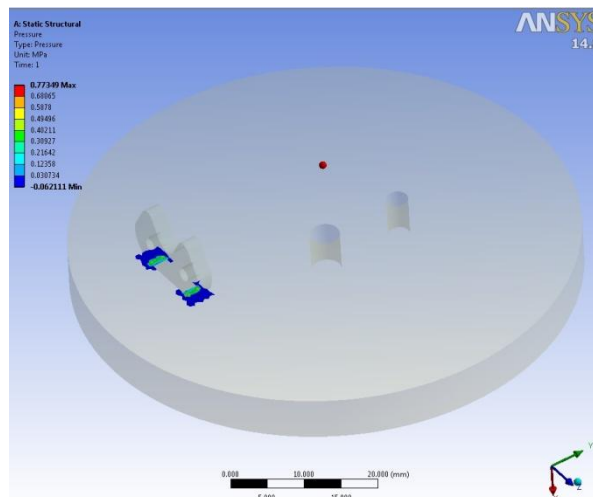 A: Static Structural
Pressure
Type: Pressure
Unit: MPa
Time: 1
0.77349 Max
0.68065
0.5878
0.49496
0.40211
0.30927
0.21642
0.12358
0.030734
-0.062111 Min
ANSYS
14.
0.000 10.000 20.000 (mm)
5.000 15.000
Y
Z